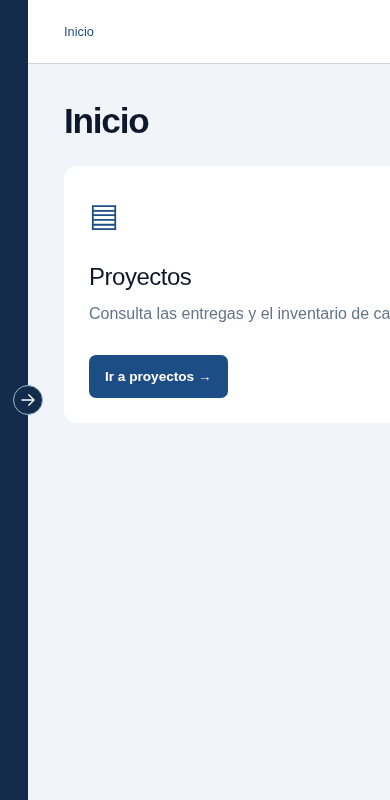 Inicio
Inicio
Proyectos
Consulta las entregas y el inventario de ca
Ir a proyectos →